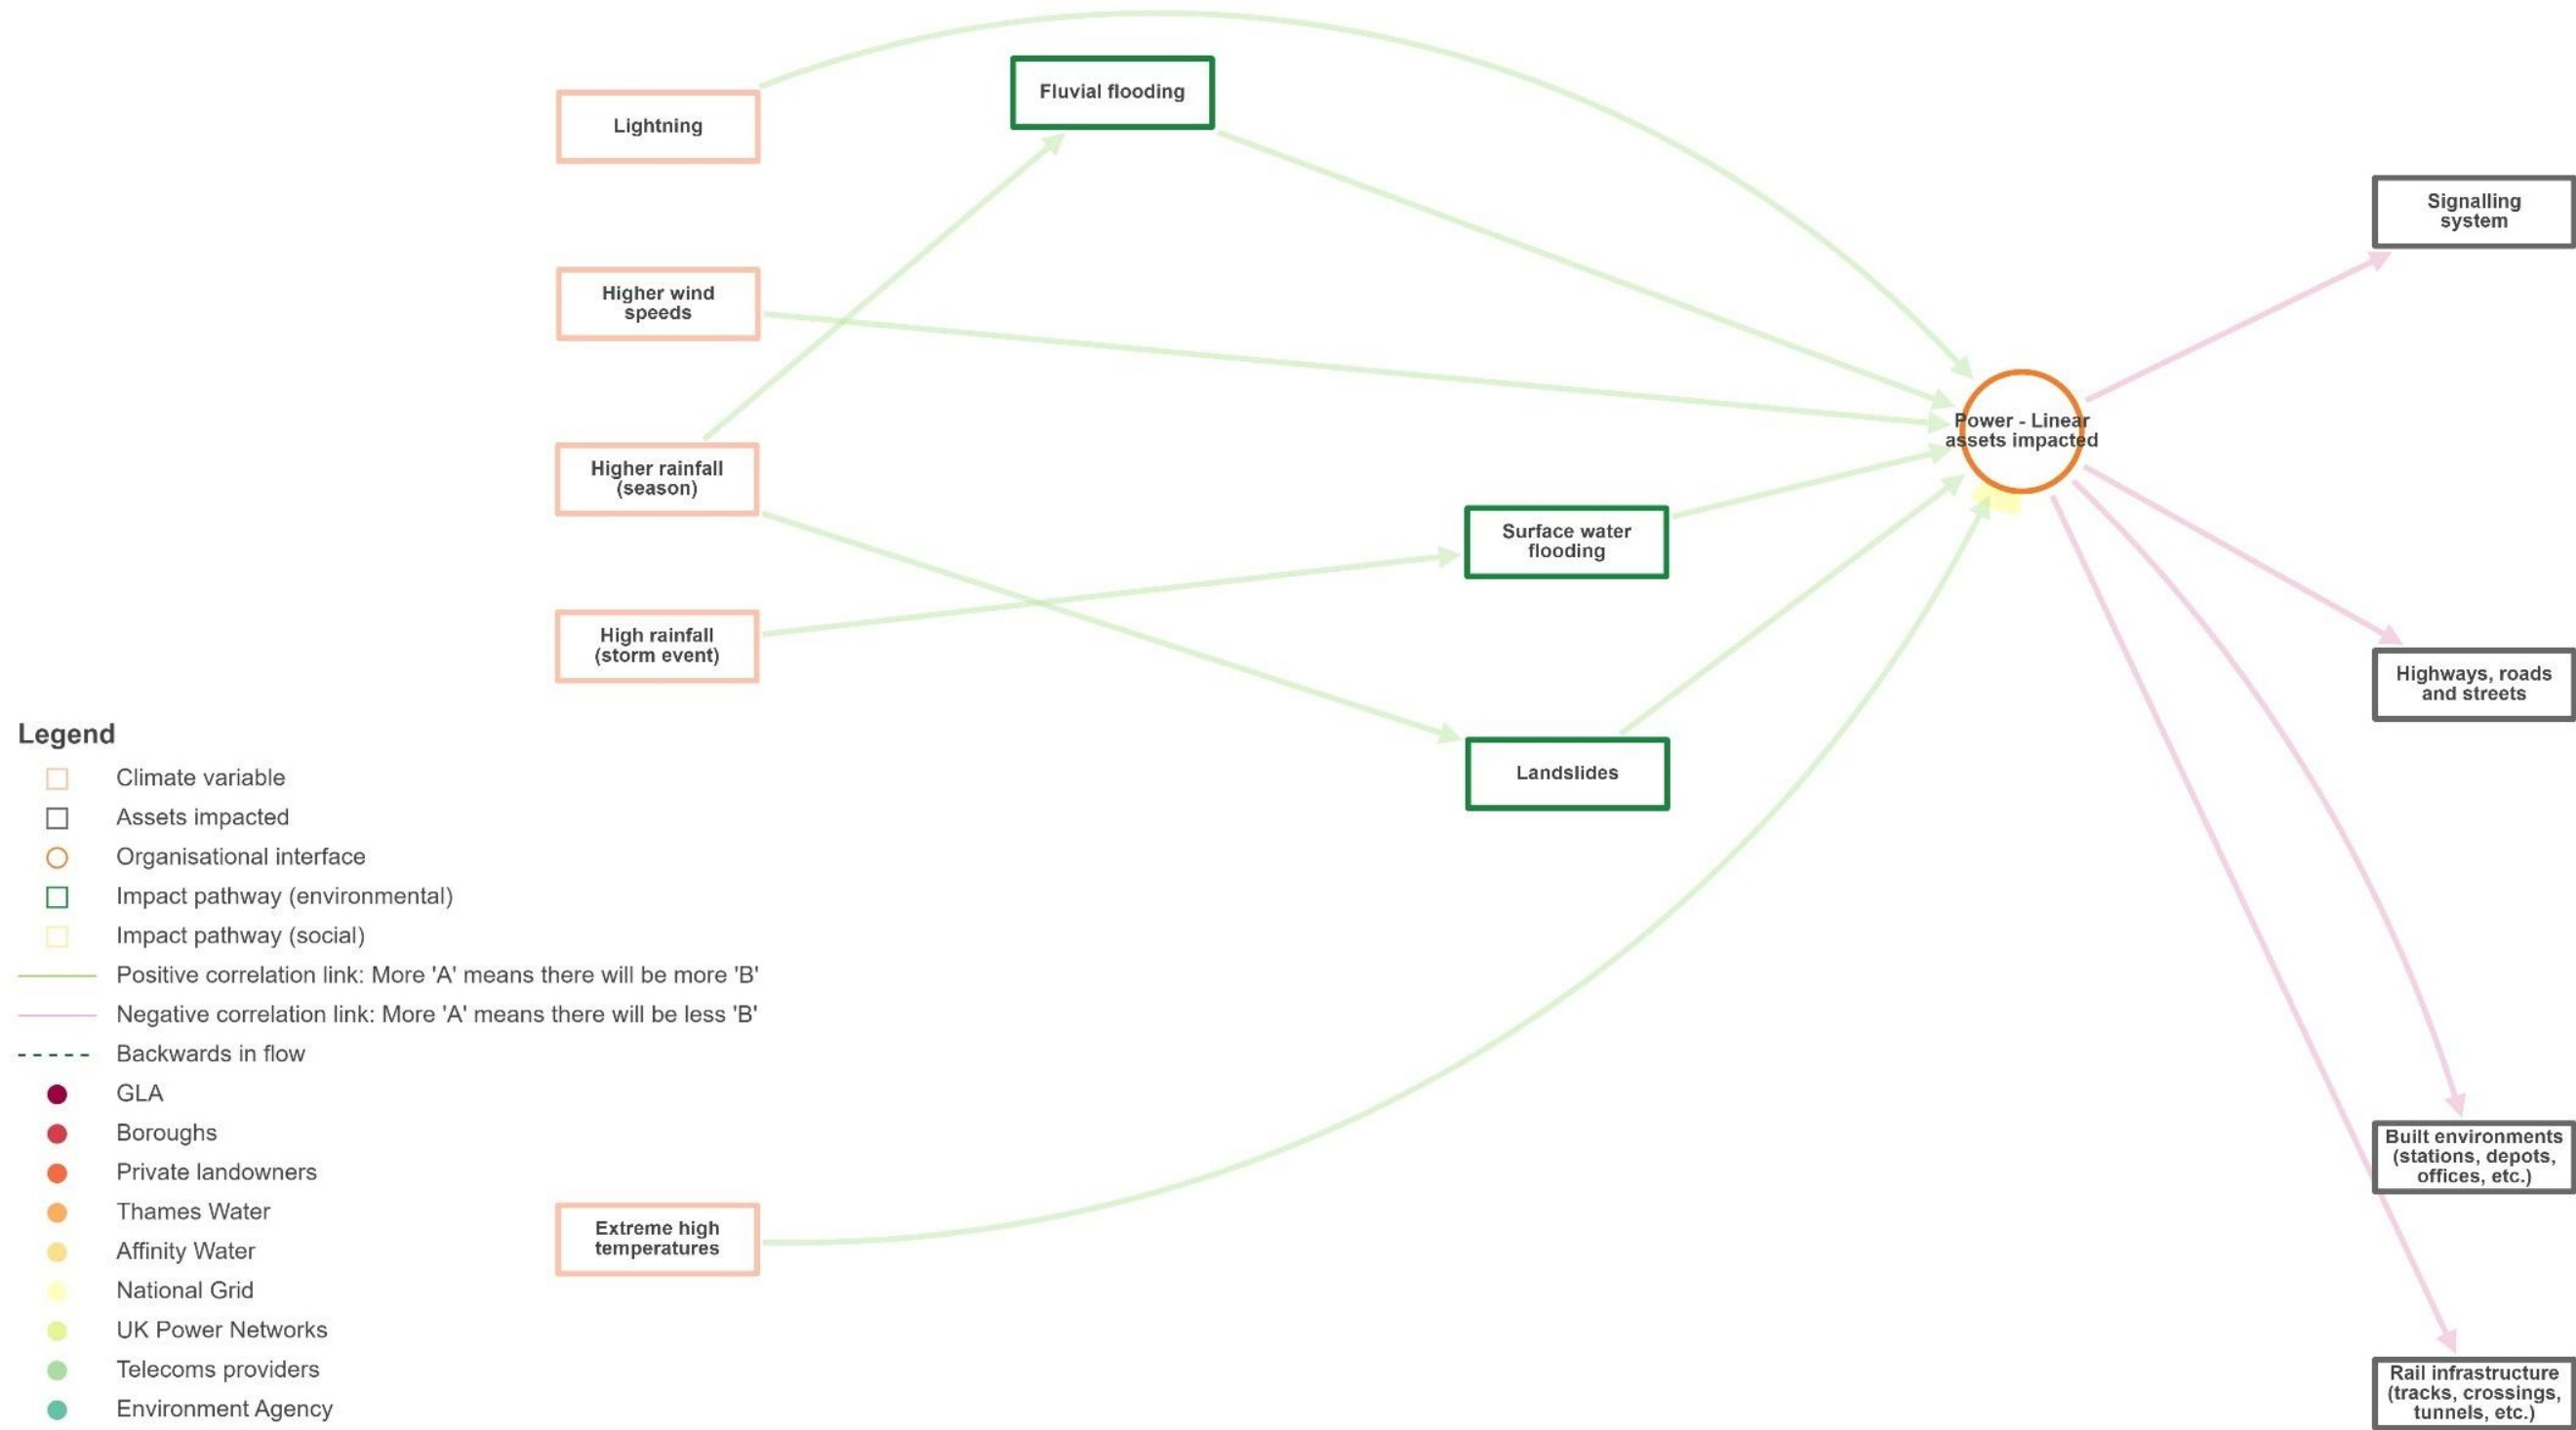 Lightning
Fluvial flooding
Signalling
system
Higher wind
speeds
Power - Linear
assets impacted
Higher rainfall
(season)
Surface water
flooding
High rainfall
(storm event)
Highways, roads
and streets
Landslides
Built environments
(stations, depots,
offices, etc.)
Extreme high
temperatures
Rail infrastructure
(tracks, crossings,
tunnels, etc.)
Legend
Climate variable
Assets impacted
Organisational interface
Impact pathway (environmental)
Impact pathway (social)
Positive correlation link: More 'A' means there will be more 'B'
Negative correlation link: More 'A' means there will be less 'B'
Backwards in flow
GLA
Boroughs
Private landowners
Thames Water
Affinity Water
National Grid
UK Power Networks
Telecoms providers
Environment Agency